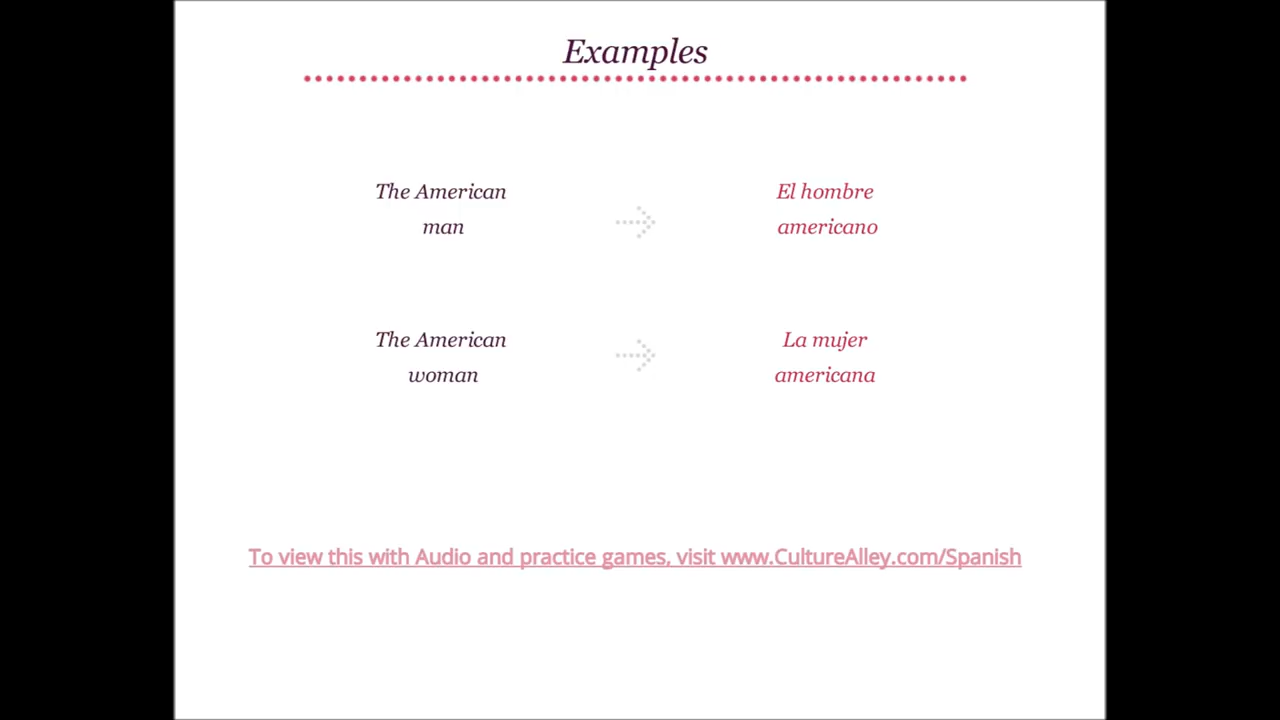 Examples
The American
man
El hombre
americano
The American
woman
La mujer
americana
To view this with Audio and practice games, visit www.CultureAlley.com/Spanish